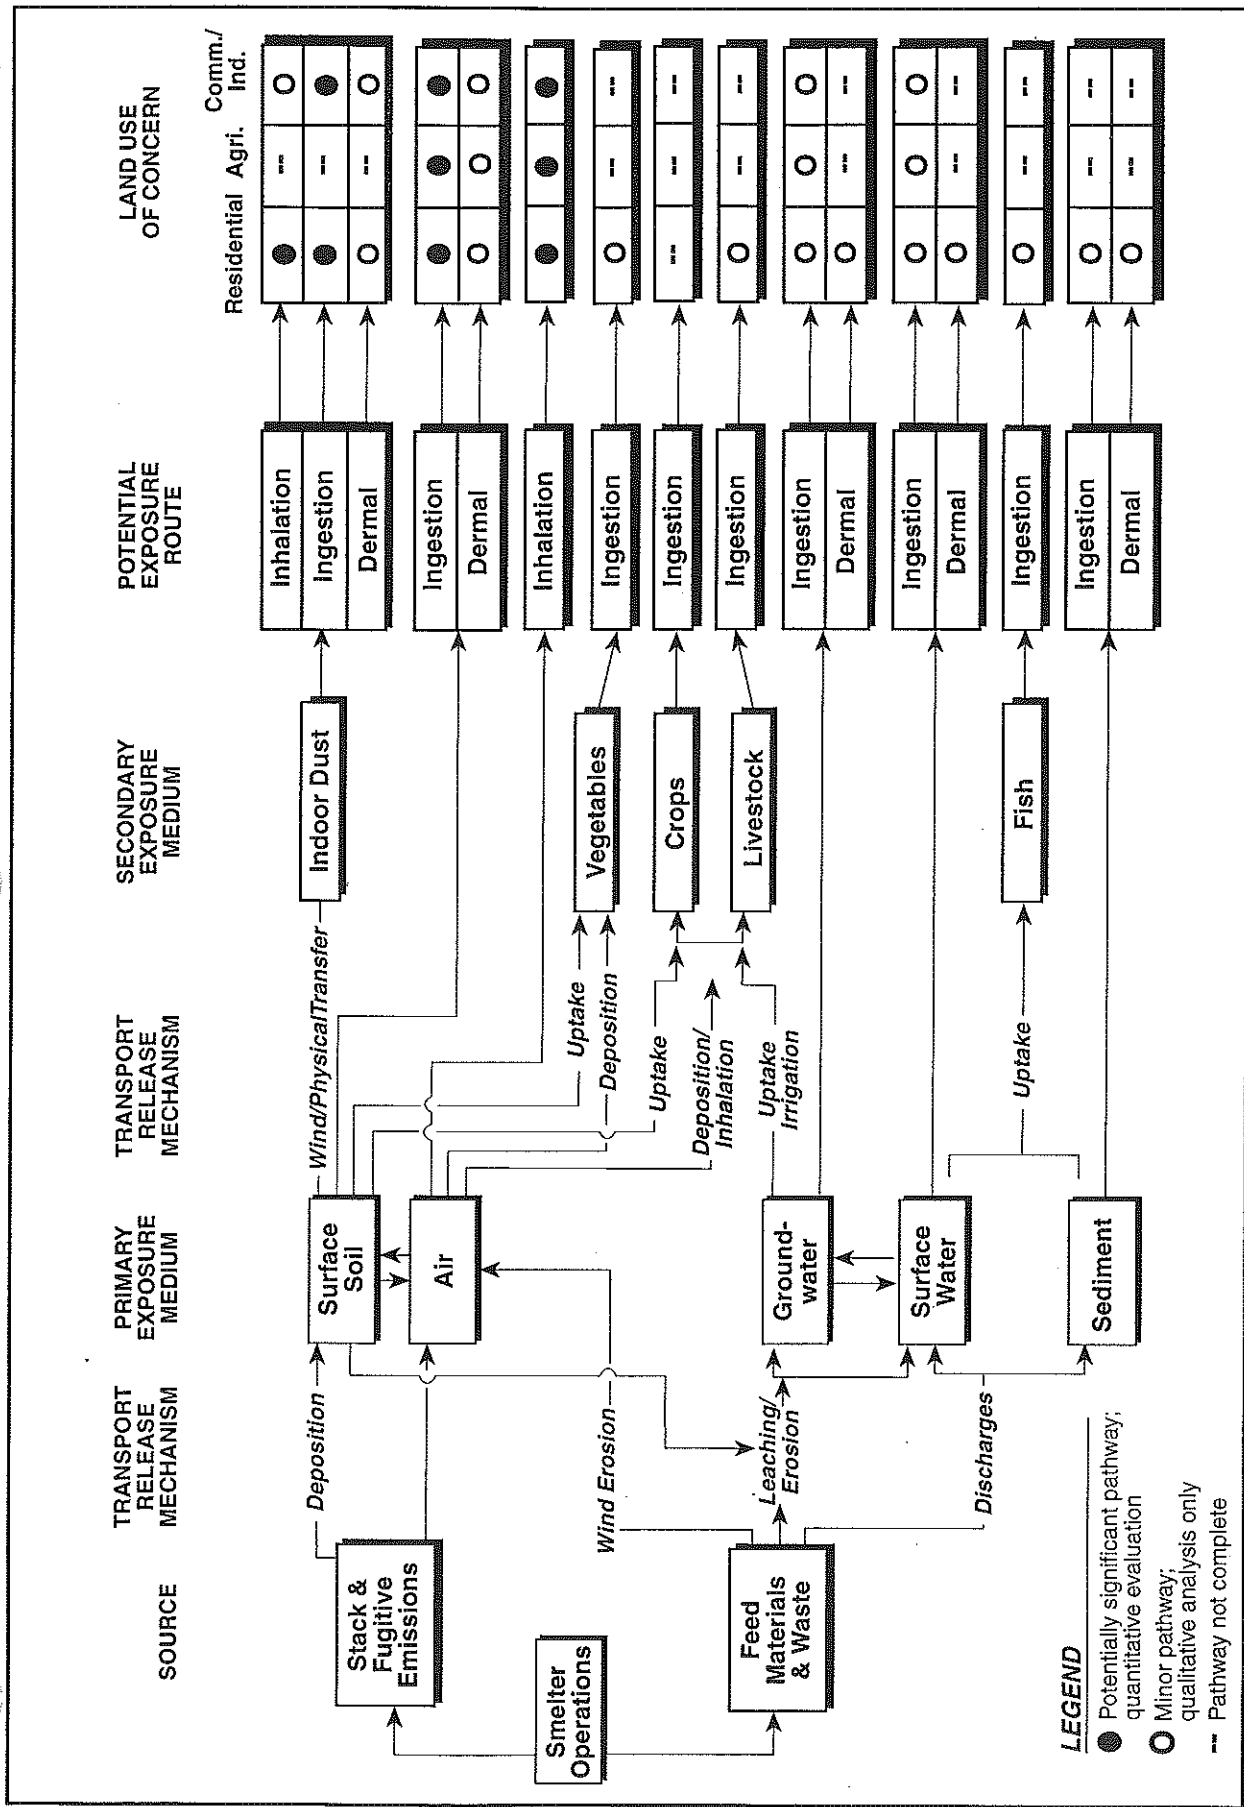 SOURCE
TRANSPORT
RELEASE
MECHANISM
PRIMARY
EXPOSURE
MEDIUM
TRANSPORT
RELEASE
MECHANISM
SECONDARY
EXPOSURE
MEDIUM
POTENTIAL
EXPOSURE
ROUTE
LAND USE
OF CONCERN
Residential Agri. Comm./
Ind.
Smelter
Operations
Stack &
Fugitive
Emissions
Feed
Materials
& Waste
Deposition
Wind Erosion
Leaching/
Erosion
Discharges
Surface
Soil
Air
Ground-
water
Surface
Water
Sediment
Wind/PhysicalTransfer
Uptake
Deposition
Uptake
Deposition/
Inhalation
Uptake
Irrigation
Uptake
Indoor Dust
Vegetables
Crops
Livestock
Fish
Inhalation O -- 
Ingestion --
Dermal O -- O
Ingestion
Dermal O O O
Inhalation
Ingestion O -- --
Ingestion -- -- --
Ingestion O -- --
Ingestion O O O
Dermal O -- --
Ingestion O O O
Dermal O -- --
Ingestion O -- --
Ingestion O -- --
Dermal O -- --
LEGEND
● Potentially significant pathway;
quantitative evaluation
O Minor pathway;
qualitative analysis only
-- Pathway not complete